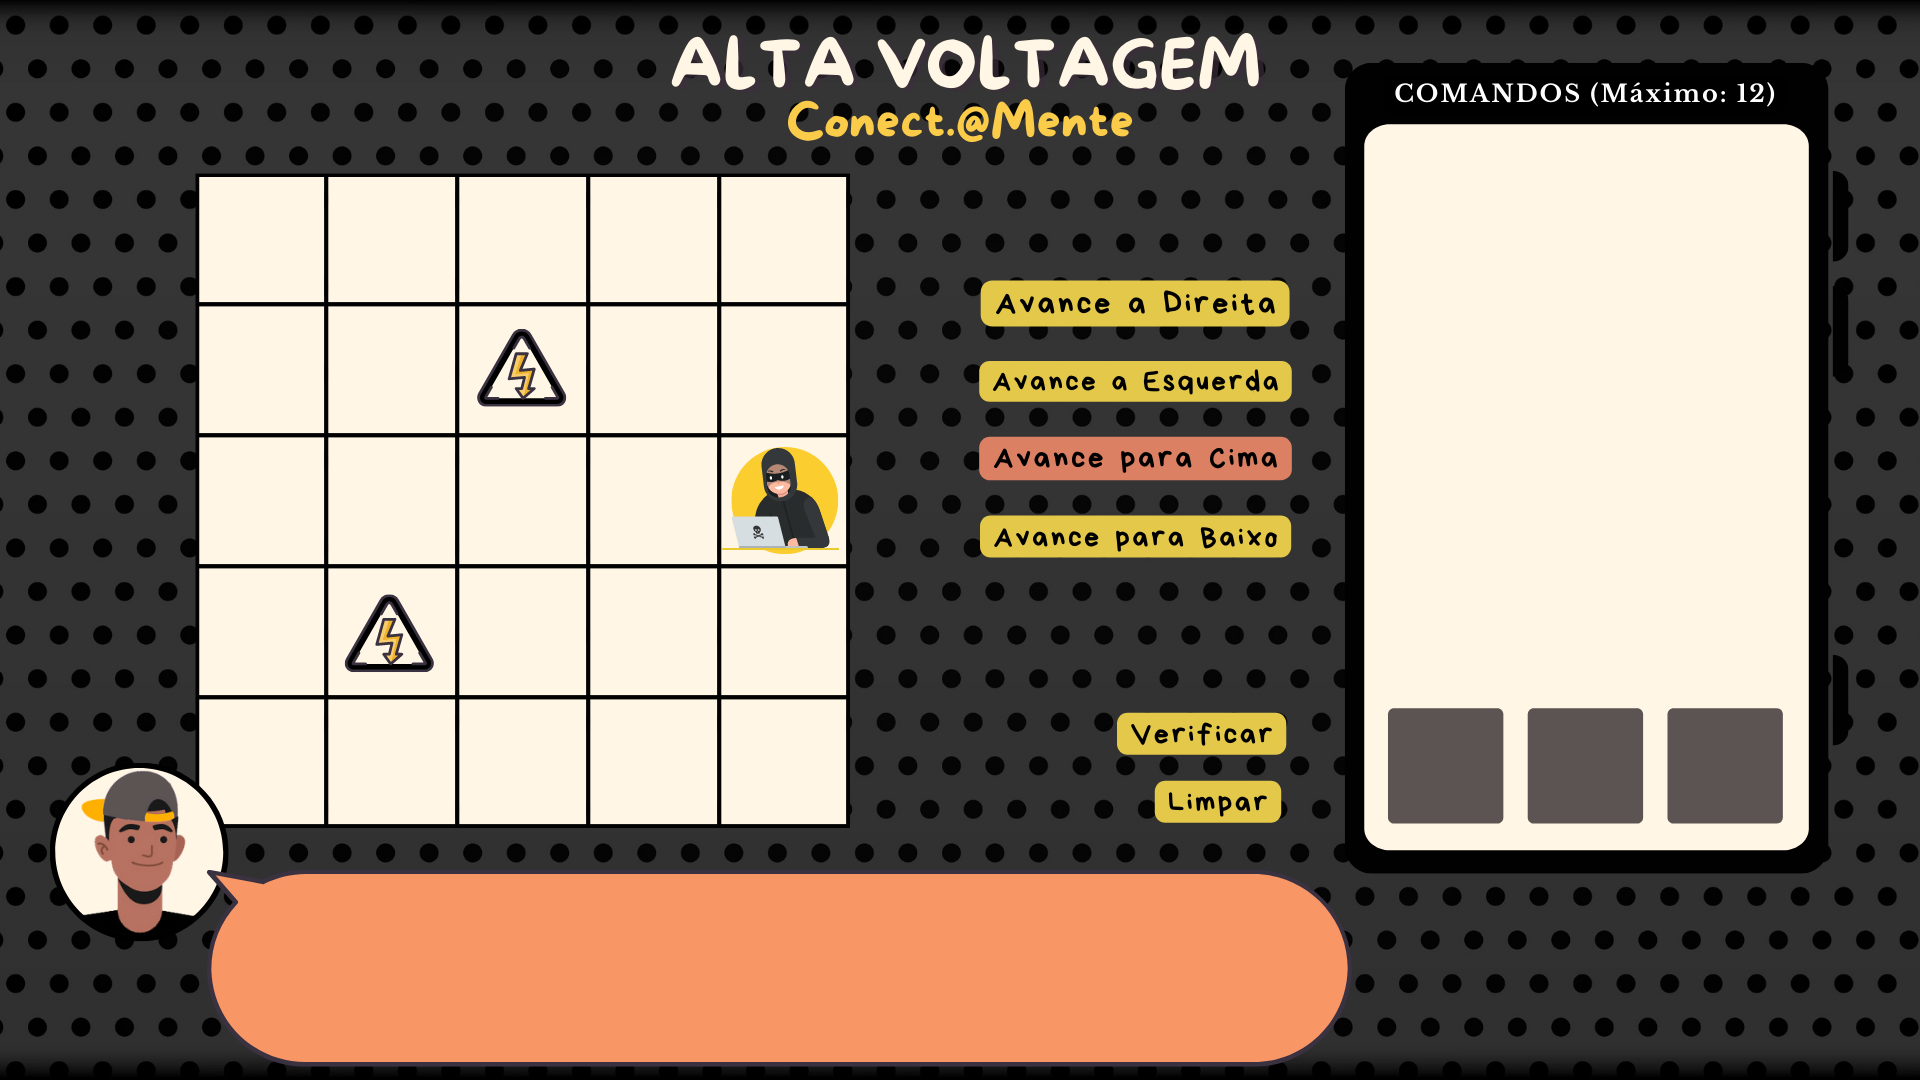 ALTA VOLTAGEM
Conect.@Mente
COMANDOS (Máximo: 12)
Avance a Direita
Avance a Esquerda
Avance para Cima
Avance para Baixo
Verificar
Limpar